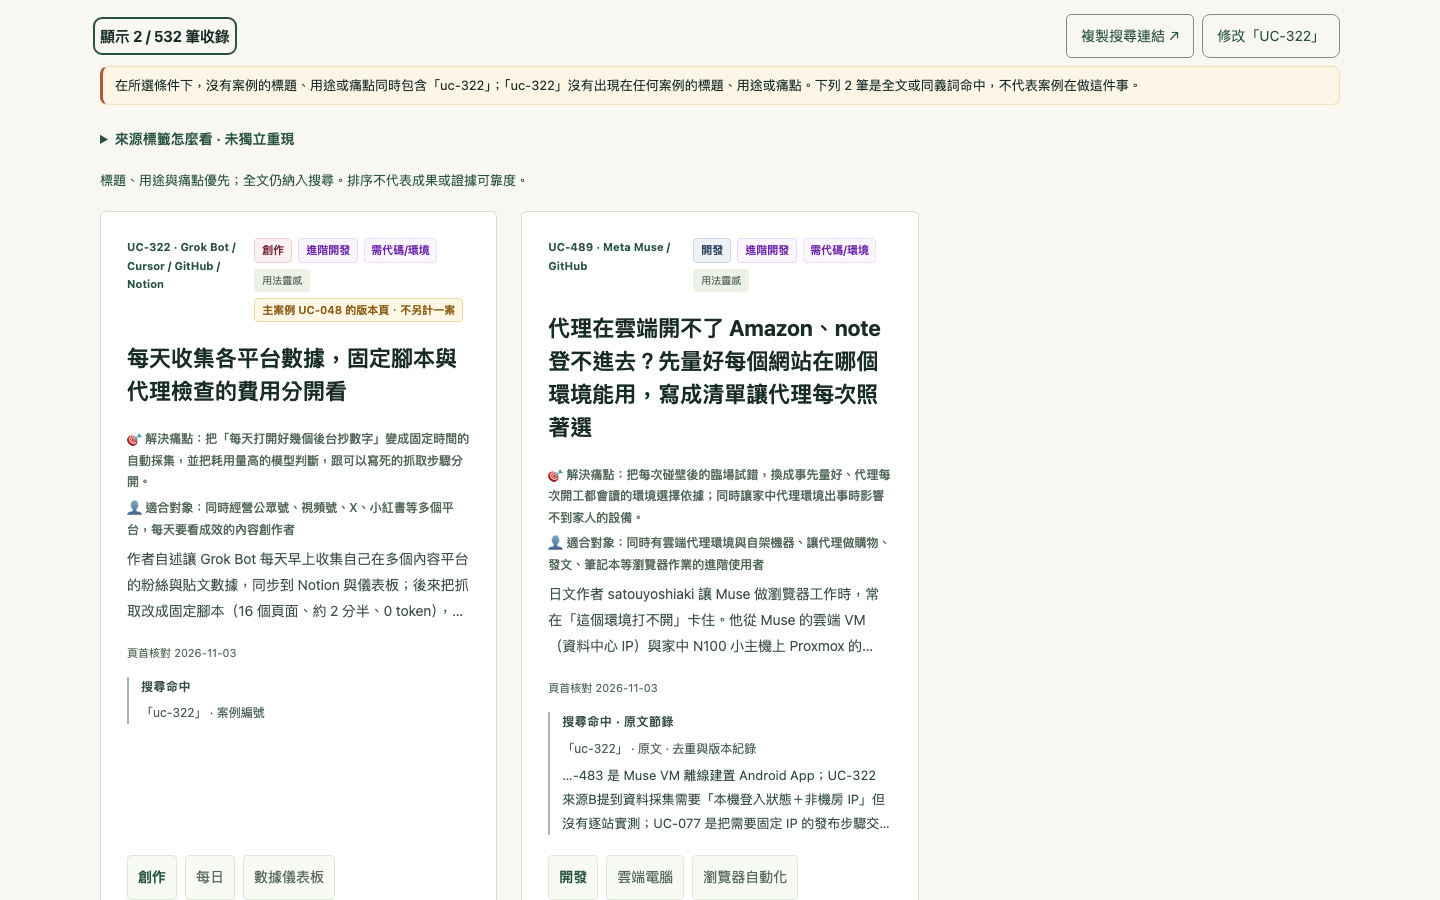 顯示 2 / 532 筆收錄
複製搜尋連結 ↗
修改「UC-322」
在所選條件下，沒有案例的標題、用途或痛點同時包含「uc-322」；「uc-322」沒有出現在任何案例的標題、用途或痛點。下列 2 筆是全文或同義詞命中，不代表案例在做這件事。
▶ 來源標籤怎麼看 · 未獨立重現
標題、用途與痛點優先；全文仍納入搜尋。排序不代表成果或證據可靠度。
UC-322 · Grok Bot /
Cursor / GitHub /
Notion
創作
進階開發
需代碼/環境
用法靈感
主案例 UC-048 的版本頁 · 不另計一案
每天收集各平台數據，固定腳本與
代理檢查的費用分開看
🎯 解決痛點：把「每天打開好幾個後台抄數字」變成固定時間的
自動採集，並把耗用量高的模型判斷，跟可以寫死的抓取步驟分
開。
👤 適合對象：同時經營公眾號、視頻號、X、小紅書等多個平
台，每天要看成效的內容創作者
作者自述讓 Grok Bot 每天早上收集自己在多個內容平台
的粉絲與貼文數據，同步到 Notion 與儀表板；後來把抓
取改成固定腳本（16 個頁面、約 2 分半、0 token），…
頁首核對 2026-11-03
搜尋命中
「uc-322」 · 案例編號
創作
每日
數據儀表板
UC-489 · Meta Muse /
GitHub
開發
進階開發
需代碼/環境
用法靈感
代理在雲端開不了 Amazon、note
登不進去？先量好每個網站在哪個
環境能用，寫成清單讓代理每次照
著選
🎯 解決痛點：把每次碰壁後的臨場試錯，換成事先量好、代理每
次開工都會讀的環境選擇依據；同時讓家中代理環境出事時影響
不到家人的設備。
👤 適合對象：同時有雲端代理環境與自架機器、讓代理做購物、
發文、筆記本等瀏覽器作業的進階使用者
日文作者 satouyoshiaki 讓 Muse 做瀏覽器工作時，常
在「這個環境打不開」卡住。他從 Muse 的雲端 VM
（資料中心 IP）與家中 N100 小主機上 Proxmox 的…
頁首核對 2026-11-03
搜尋命中 · 原文節錄
「uc-322」 · 原文 · 去重與版本紀錄
…-483 是 Muse VM 離線建置 Android App；UC-322
來源B提到資料採集需要「本機登入狀態＋非機房 IP」但
沒有逐站實測；UC-077 是把需要固定 IP 的發布步驟交…
開發
雲端電腦
瀏覽器自動化